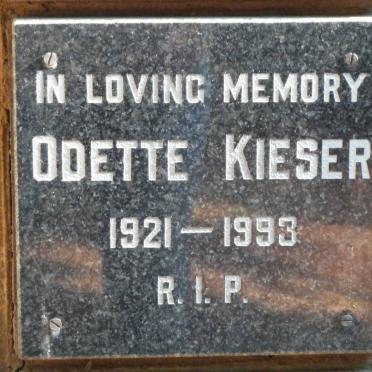 IN LOVING MEMORY
ODETTE KIESER
1921 — 1993
R. I. P.